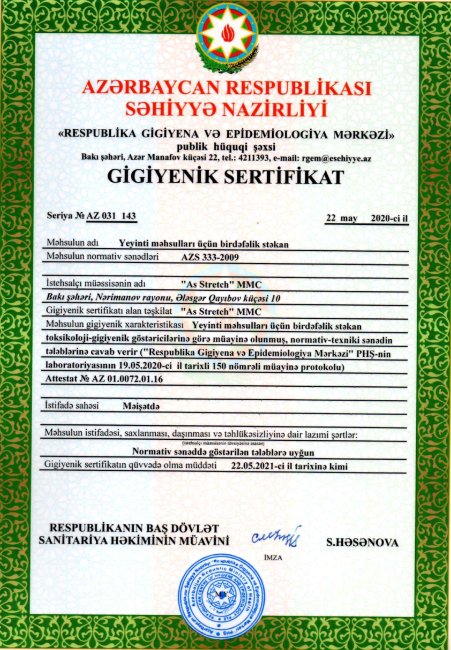 AZƏRBAYCAN RESPUBLİKASI
SƏHİYYƏ NAZİRLİYİ
«RESPUBLİKA GİGİYENA VƏ EPİDEMİOLOGİYA MƏRKƏZİ»
publik hüquqi şəxsi
Bakı şəhəri, Azər Manafov küçəsi 22, tel.: 4211393, e-mail: rgem@esehiyye.az
GİGİYENİK SERTİFİKAT
Seriya № AZ 031 143 22 may 2020-ci il
Məhsulun adı Yeyinti məhsulları üçün birdəfəlik stəkan
Məhsulun normativ sənədləri AZS 333-2009
İstehsalçı müəssisənin adı "As Stretch" MMC
Bakı şəhəri, Nərimanov rayonu, Ələsgər Qayıbov küçəsi 10
Gigiyenik sertifikatı alan təşkilat "As Stretch" MMC
Məhsulun gigiyenik xarakteristikası Yeyinti məhsulları üçün birdəfəlik stəkan
toksikoloji-gigiyenik göstəricilərinə görə müayinə olunmuş, normativ-texniki sənədin
tələblərinə cavab verir ("Respublika Gigiyena və Epidemiologiya Mərkəzi" PHŞ-nin
laboratoriyasının 19.05.2020-ci il tarixli 150 nömrəli müayinə protokolu)
Attestat № AZ 01.0072.01.16
İstifadə sahəsi Məişətdə
Məhsulun istifadəsi, saxlanması, daşınması və təhlükəsizliyinə dair lazımi şərtlər:
Normativ sənəddə göstərilən tələblərə uyğun
Gigiyenik sertifikatın qüvvədə olma müddəti 22.05.2021-ci il tarixinə kimi
RESPUBLİKANIN BAŞ DÖVLƏT
SANİTARİYA HƏKİMİNİN MÜAVİNİ
İMZA
S.HƏSƏNOVA